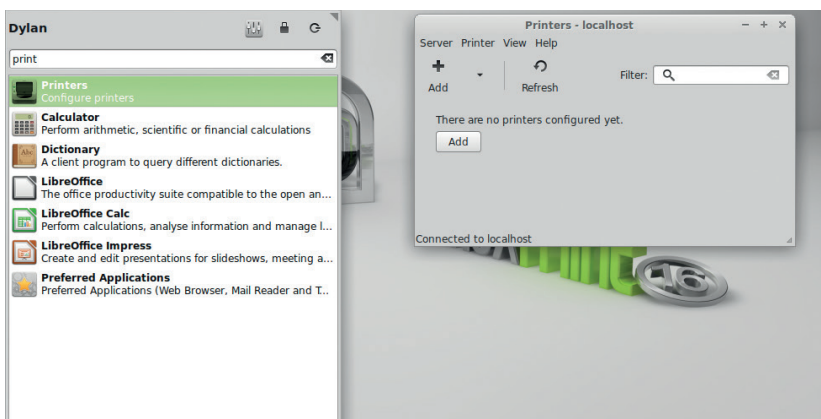 Dylan
print
Printers
Configure printers
Calculator
Perform arithmetic, scientific or financial calculations
Dictionary
A client program to query different dictionaries.
LibreOffice
The office productivity suite compatible to the open an...
LibreOffice Calc
Perform calculations, analyse information and manage l...
LibreOffice Impress
Create and edit presentations for slideshows, meeting a...
Preferred Applications
Preferred Applications (Web Browser, Mail Reader and T...
Printers - localhost
Server Printer View Help
Add
Refresh
Filter:
There are no printers configured yet.
Add
Connected to localhost
16